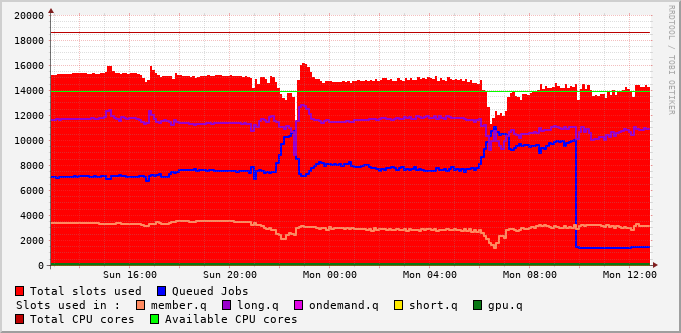 20000
18000
16000
14000
12000
10000
8000
6000
4000
2000
0
Sun 16:00 Sun 20:00 Mon 00:00 Mon 04:00 Mon 08:00 Mon 12:00
RRDTOOL / TOBI OETIKER
Total slots used Queued Jobs
Slots used in : member.q long.q ondemand.q short.q gpu.q
Total CPU cores Available CPU cores